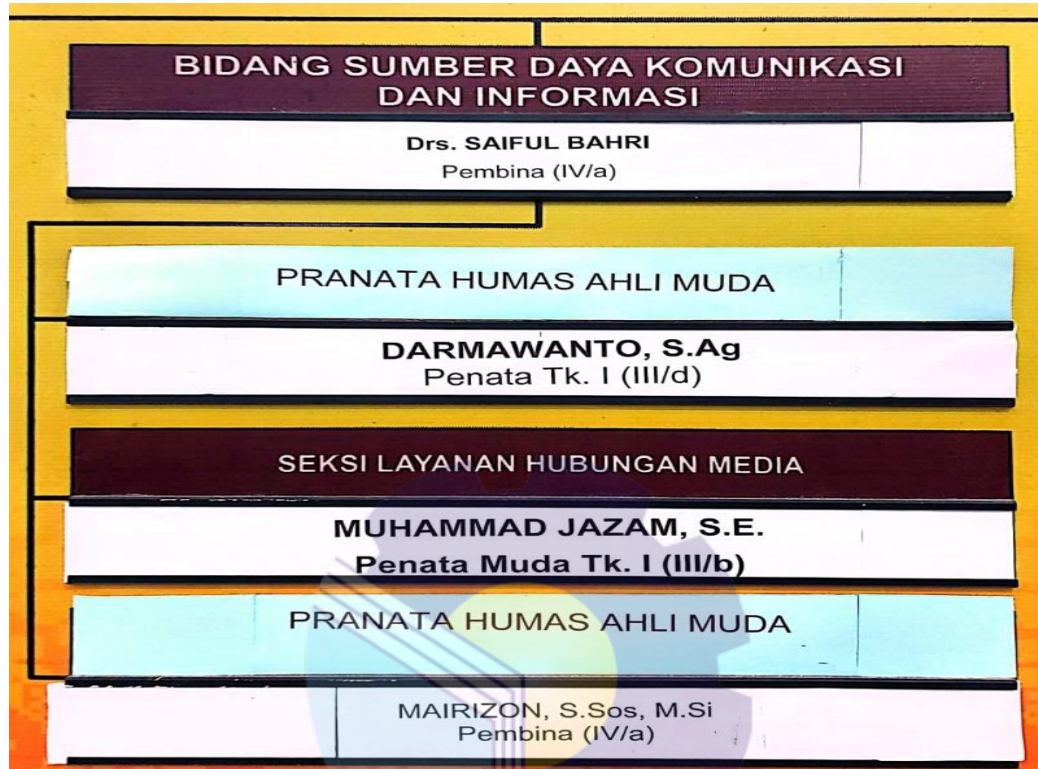 BIDANG SUMBER DAYA KOMUNIKASI
DAN INFORMASI
Drs. SAIFUL BAHRI
Pembina (IV/a)
PRANATA HUMAS AHLI MUDA
DARMAWANTO, S.Ag
Penata Tk. I (III/d)
SEKSI LAYANAN HUBUNGAN MEDIA
MUHAMMAD JAZAM, S.E.
Penata Muda Tk. I (III/b)
PRANATA HUMAS AHLI MUDA
MAIRIZON, S.Sos, M.Si
Pembina (IV/a)